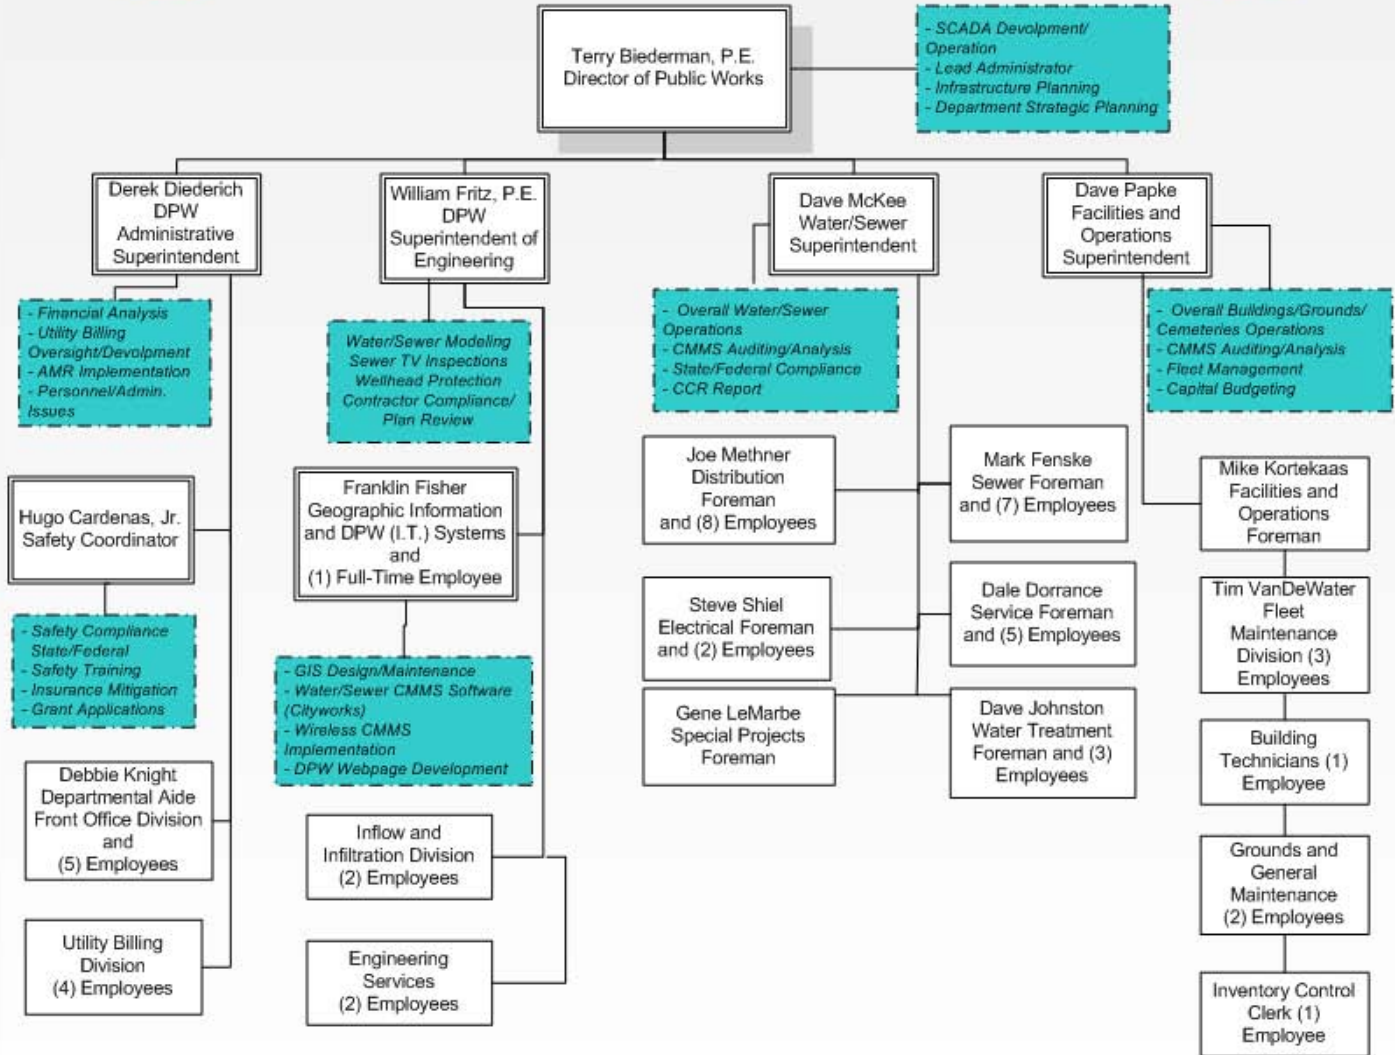 Terry Biederman, P.E.
Director of Public Works
- SCADA Devolpment/
Operation
- Lead Administrator
- Infrastructure Planning
- Department Strategic Planning
Derek Diederich
DPW
Administrative
Superintendent
William Fritz, P.E.
DPW
Superintendent of
Engineering
Dave McKee
Water/Sewer
Superintendent
Dave Papke
Facilities and
Operations
Superintendent
- Financial Analysis
- Utility Billing
Oversight/Devolpment
- AMR Implementation
- Personnel/Admin.
Issues
Water/Sewer Modeling
Sewer TV Inspections
Wellhead Protection
Contractor Compliance/
Plan Review
- Overall Water/Sewer
Operations
- CMMS Auditing/Analysis
- State/Federal Compliance
- CCR Report
- Overall Buildings/Grounds/
Cemeteries Operations
- CMMS Auditing/Analysis
- Fleet Management
- Capital Budgeting
Hugo Cardenas, Jr.
Safety Coordinator
Franklin Fisher
Geographic Information
and DPW (I.T.) Systems
and
(1) Full-Time Employee
Joe Methner
Distribution
Foreman
and (8) Employees
Mark Fenske
Sewer Foreman
and (7) Employees
Mike Kortekaas
Facilities and
Operations
Foreman
- Safety Compliance
State/Federal
- Safety Training
- Insurance Mitigation
- Grant Applications
- GIS Design/Maintenance
- Water/Sewer CMMS Software
(Cityworks)
- Wireless CMMS
Implementation
- DPW Webpage Development
Steve Shiel
Electrical Foreman
and (2) Employees
Dale Dorrance
Service Foreman
and (5) Employees
Tim VanDeWater
Fleet
Maintenance
Division (3)
Employees
Gene LeMarbe
Special Projects
Foreman
Dave Johnston
Water Treatment
Foreman and (3)
Employees
Building
Technicians (1)
Employee
Debbie Knight
Departmental Aide
Front Office Division
and
(5) Employees
Inflow and
Infiltration Division
(2) Employees
Grounds and
General
Maintenance
(2) Employees
Utility Billing
Division
(4) Employees
Engineering
Services
(2) Employees
Inventory Control
Clerk (1)
Employee